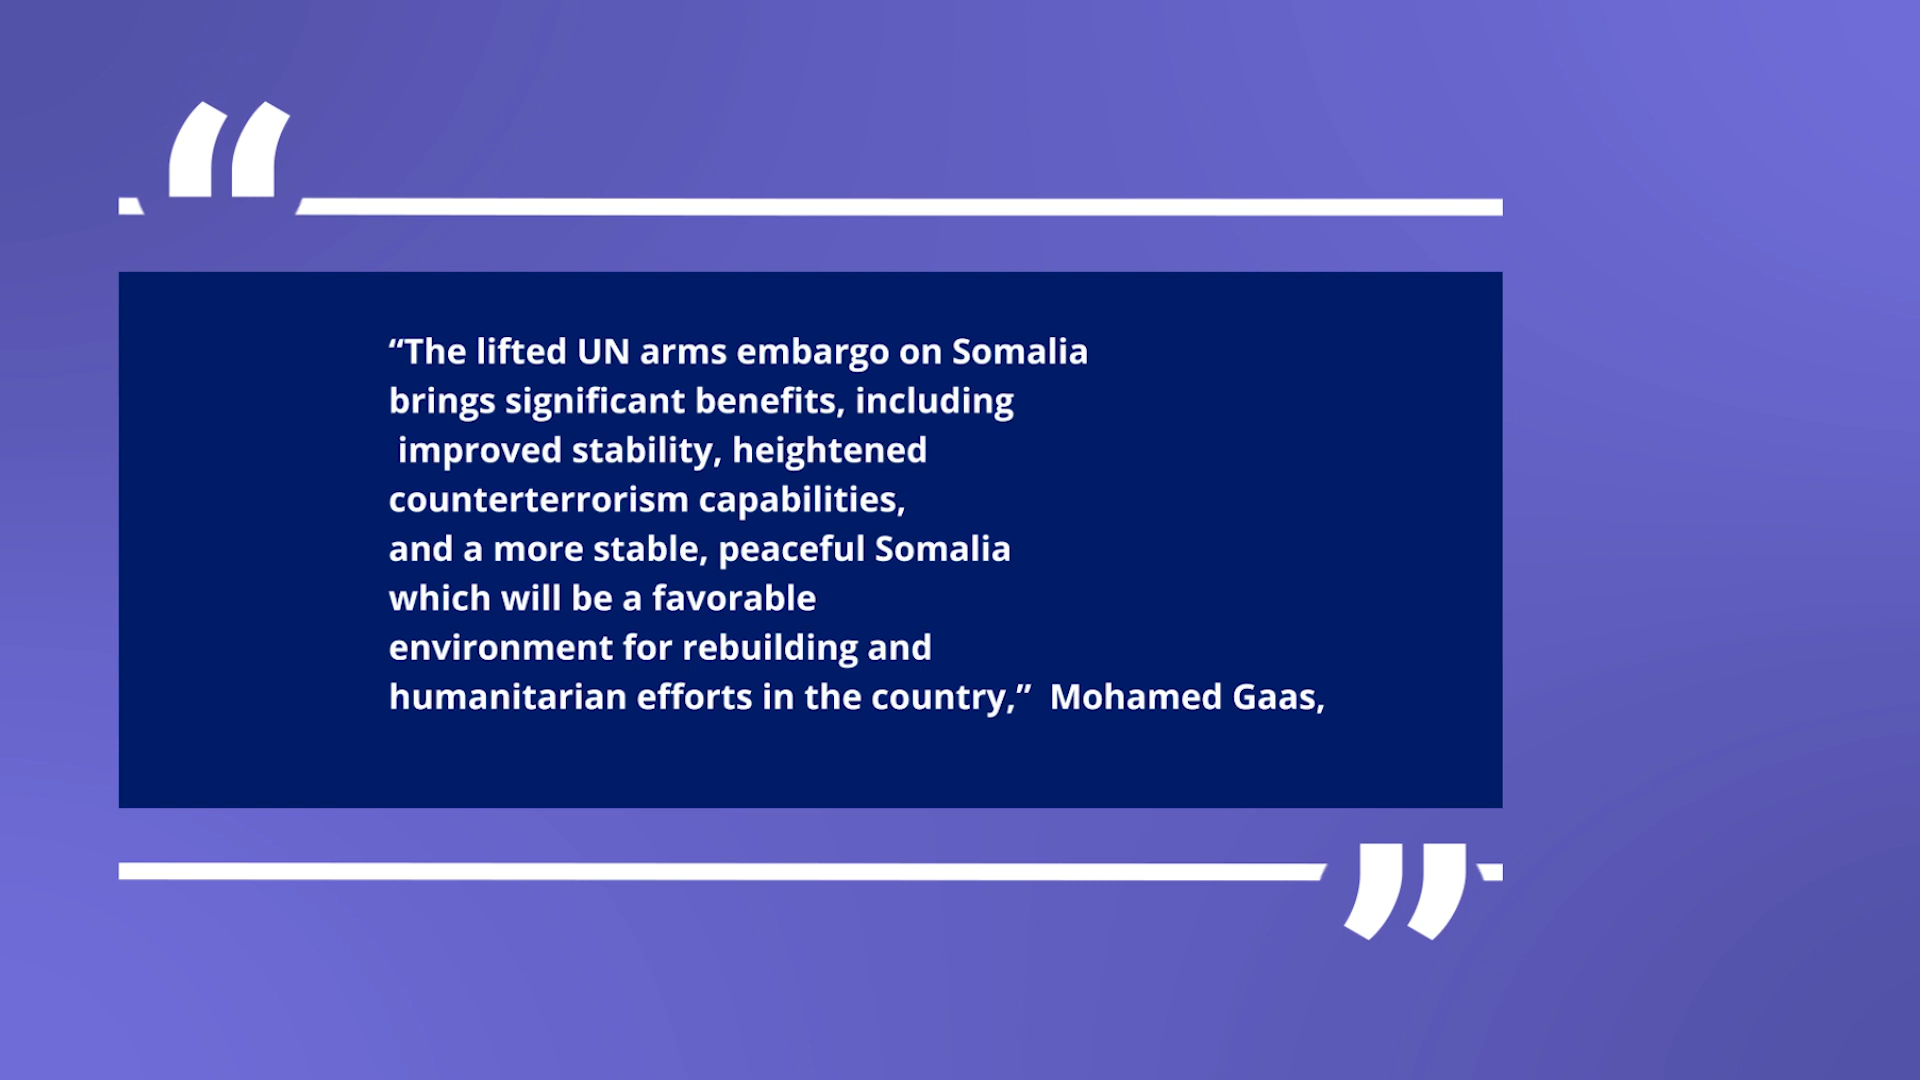 “The lifted UN arms embargo on Somalia
brings significant benefits, including
improved stability, heightened
counterterrorism capabilities,
and a more stable, peaceful Somalia
which will be a favorable
environment for rebuilding and
humanitarian efforts in the country,”  Mohamed Gaas,